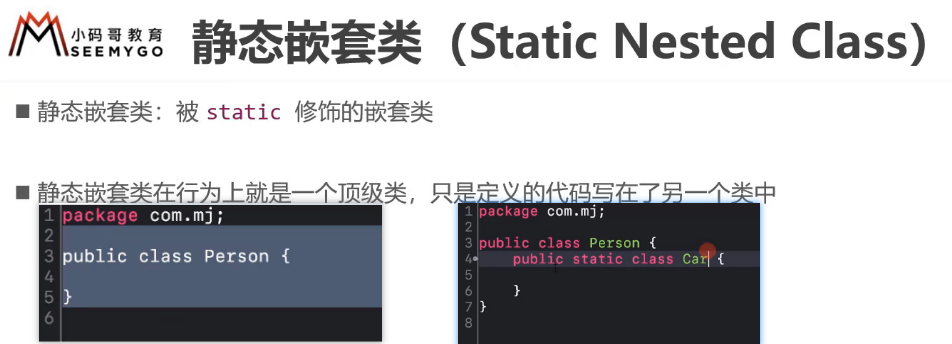 小码哥教育
SEEMYGO
静态嵌套类（Static Nested Class）
■ 静态嵌套类：被 static 修饰的嵌套类
■ 静态嵌套类在行为上就是一个顶级类，只是定义的代码写在了另一个类中
1 package com.mj;
2
3 public class Person {
4
5 }
6
1 package com.mj;
2
3 public class Person {
4 public static class Car {
5
6 }
7 }
8